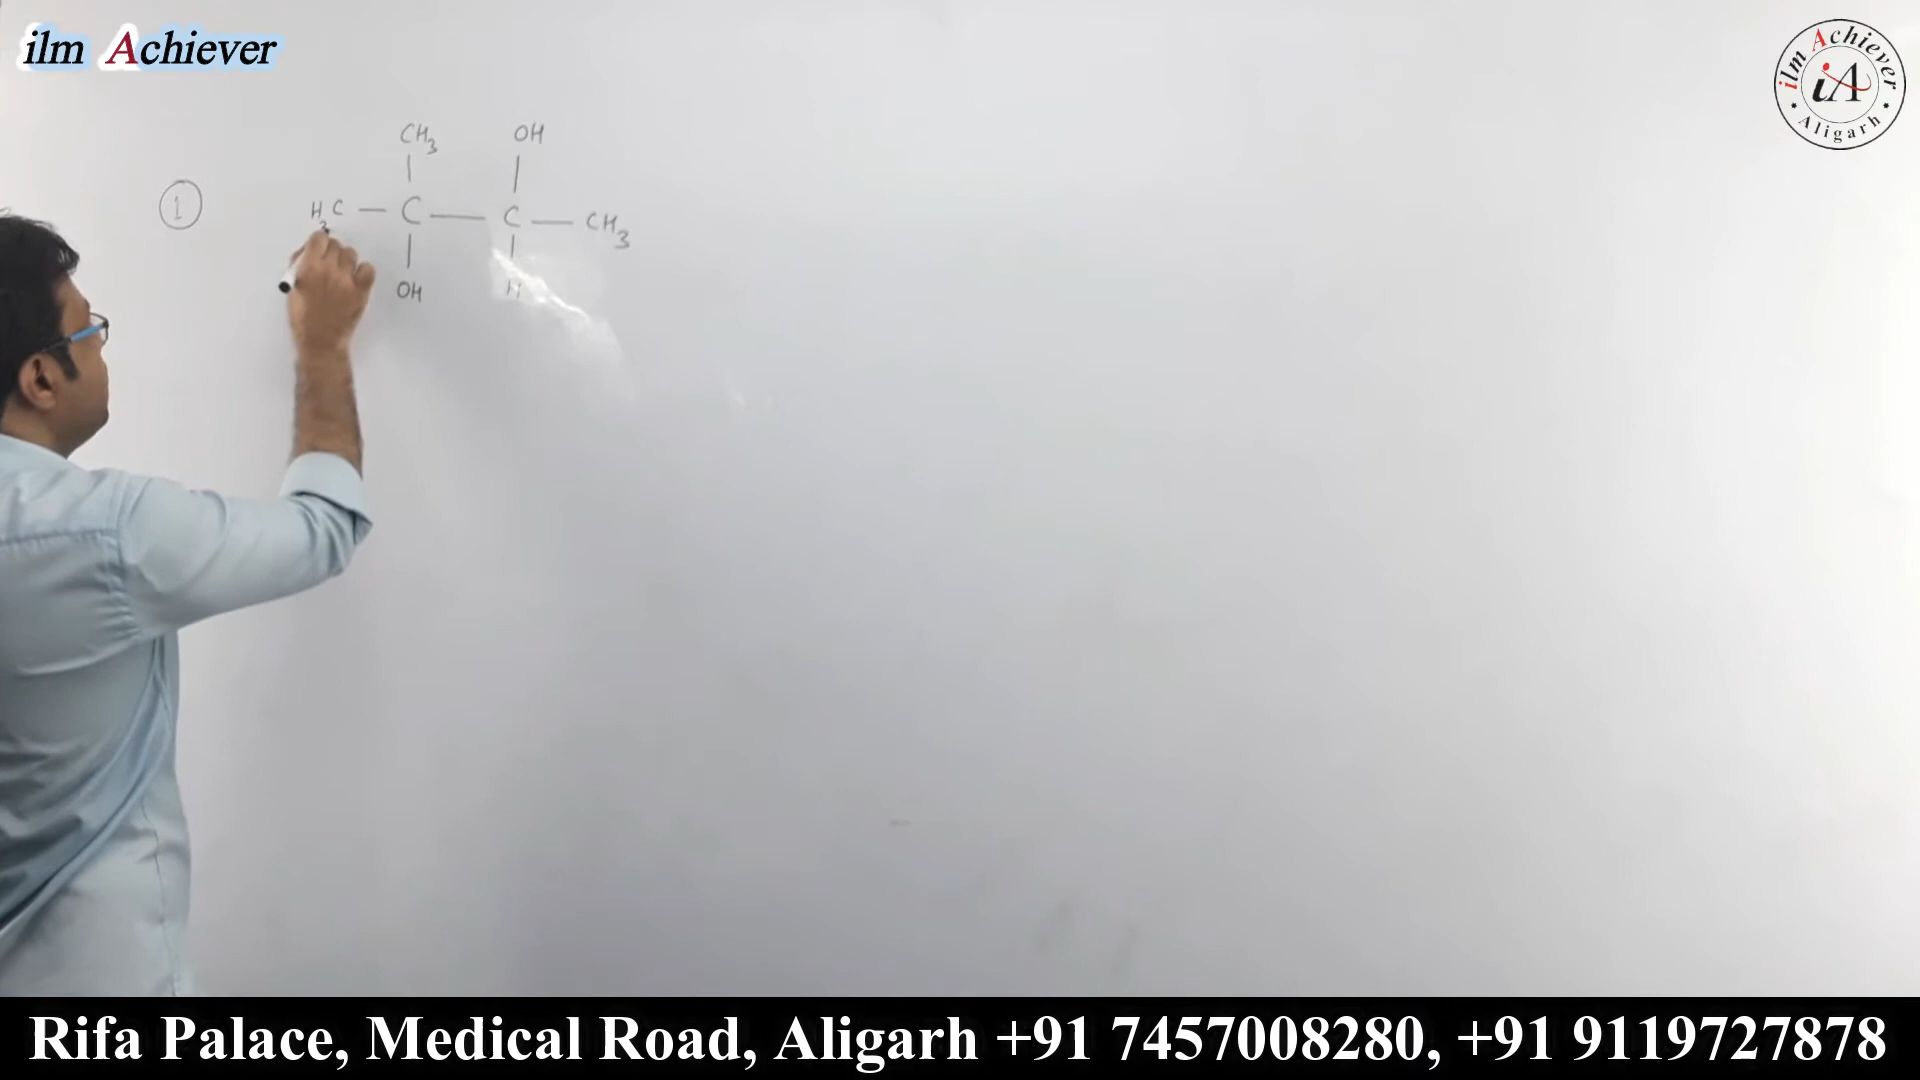 ilm Achiever
ilm Achiever
iA
Aligarh
CH3 OH
1 H3C — C — C — CH3
OH H
Rifa Palace, Medical Road, Aligarh +91 7457008280, +91 9119727878